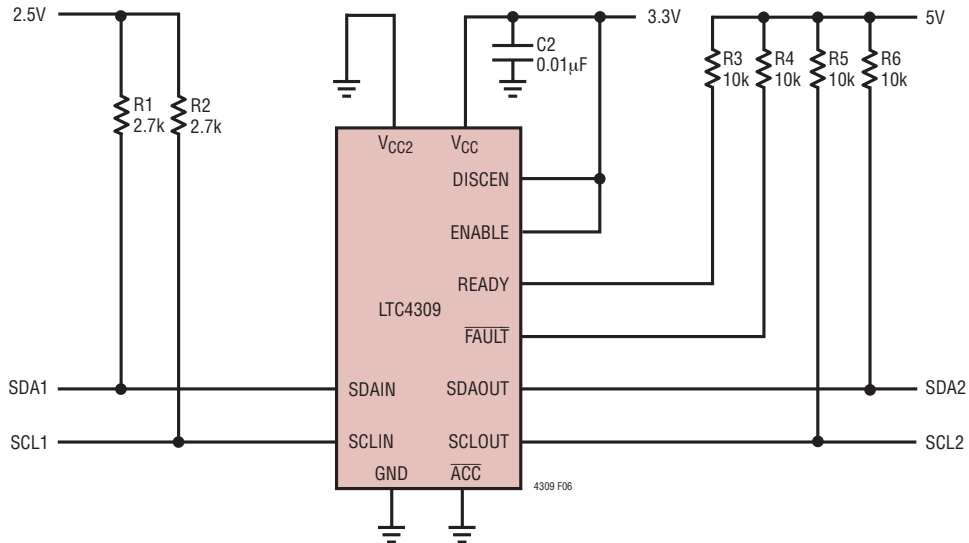 2.5V
3.3V
5V
C2
0.01µF
R1
2.7k
R2
2.7k
R3
10k
R4
10k
R5
10k
R6
10k
VCC2
VCC
DISCEN
ENABLE
READY
LTC4309
FAULT
SDA1
SDAIN
SDAOUT
SDA2
SCL1
SCLIN
SCLOUT
SCL2
GND
ACC
4309 F06